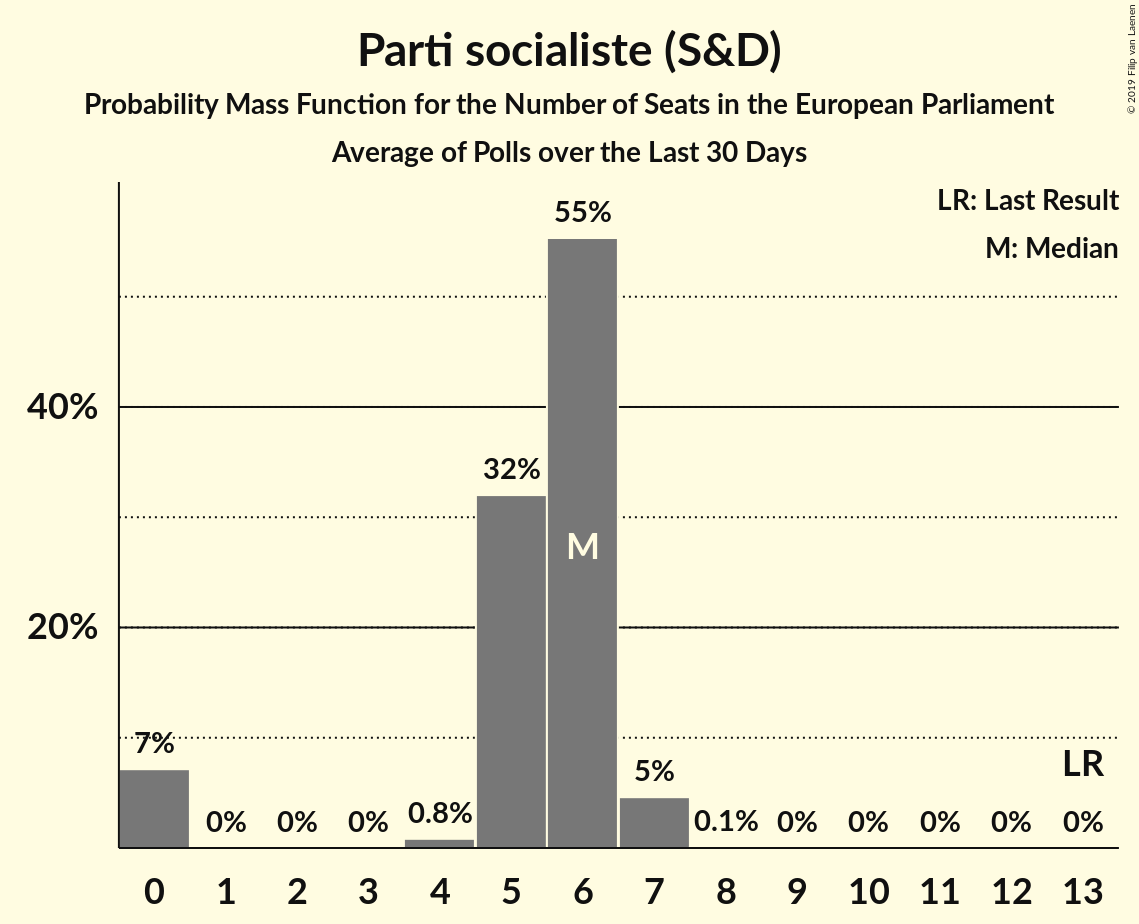 Parti socialiste (S&D)
Probability Mass Function for the Number of Seats in the European Parliament
Average of Polls over the Last 30 Days
© 2019 Filip van Laenen
LR: Last Result
M: Median
55%
40%
32%
M
20%
7%
0%
0%
0%
0.8%
5%
0.1%
0%
0%
0%
0%
LR
0%
0 1 2 3 4 5 6 7 8 9 10 11 12 13